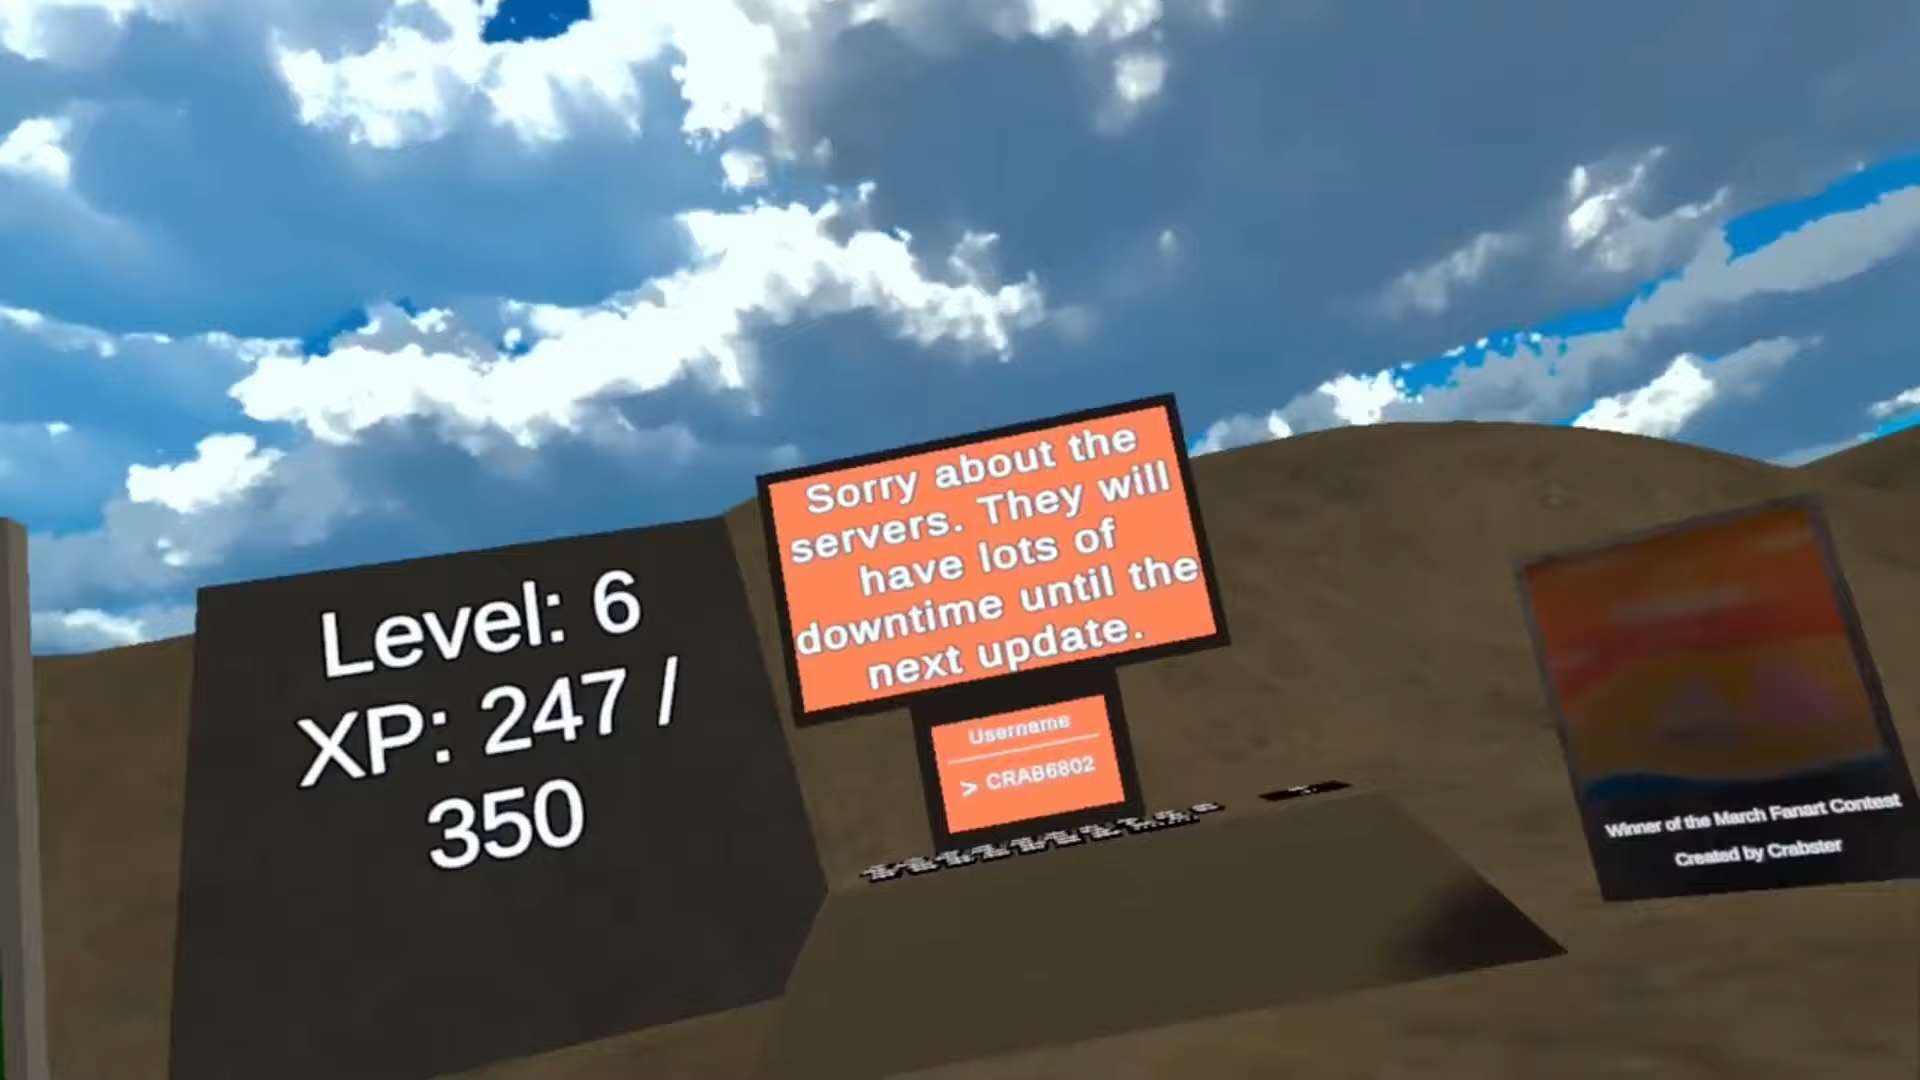 Level: 6
XP: 247 /
350
Sorry about the
servers. They will
have lots of
downtime until the
next update.
Username
> CRAB6802
Winner of the March Fanart Contest
Created by Crabster